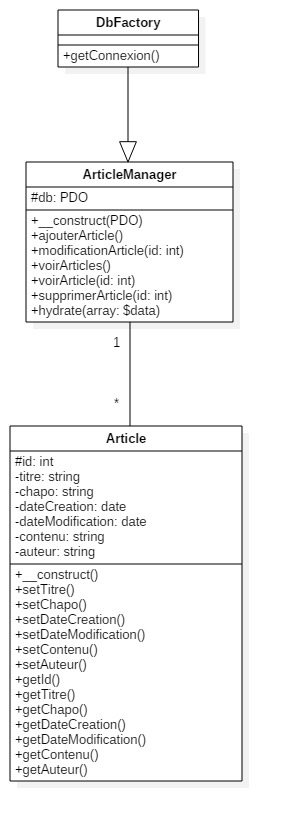 DbFactory
+getConnexion()
ArticleManager
#db: PDO
+__construct(PDO)
+ajouterArticle()
+modificationArticle(id: int)
+voirArticles()
+voirArticle(id: int)
+supprimerArticle(id: int)
+hydrate(array: $data)
1
*
Article
#id: int
-titre: string
-chapo: string
-dateCreation: date
-dateModification: date
-contenu: string
-auteur: string
+__construct()
+setTitre()
+setChapo()
+setDateCreation()
+setDateModification()
+setContenu()
+setAuteur()
+getId()
+getTitre()
+getChapo()
+getDateCreation()
+getDateModification()
+getContenu()
+getAuteur()